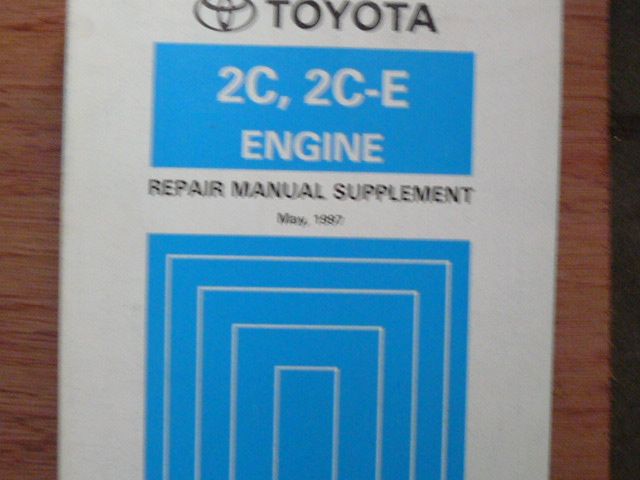 TOYOTA
2C, 2C-E
ENGINE
REPAIR MANUAL SUPPLEMENT
May, 1997